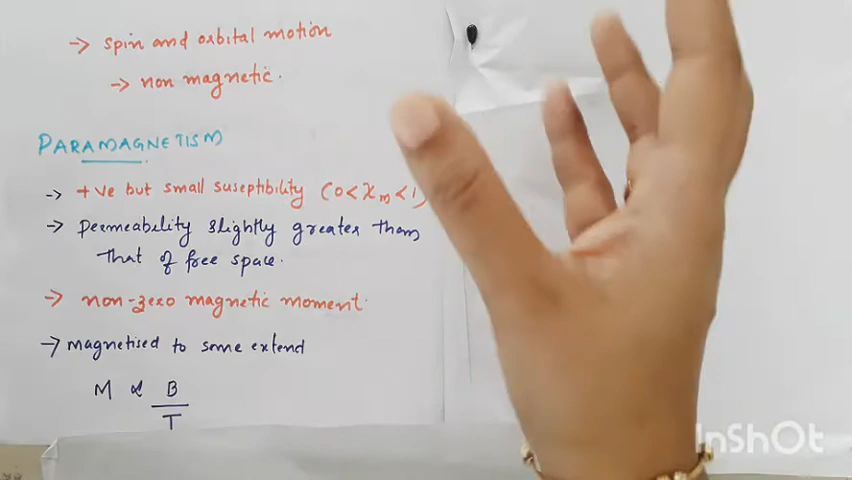 → spin and orbital motion
→ non magnetic.
PARAMAGNETISM
→ +ve but small suseptibility (0 < χm < 1)
→ permeability slightly greater than
that of free space.
→ non-zero magnetic moment.
→ magnetised to some extend
M ∝ B
T
InShOt